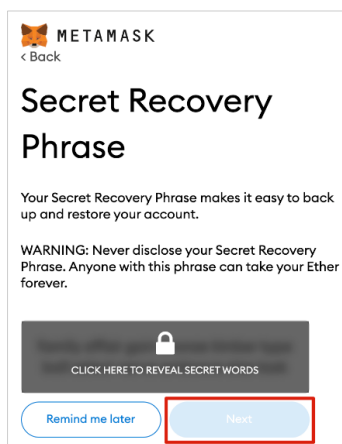 METAMASK
< Back
Secret Recovery
Phrase
Your Secret Recovery Phrase makes it easy to back
up and restore your account.
WARNING: Never disclose your Secret Recovery
Phrase. Anyone with this phrase can take your Ether
forever.
CLICK HERE TO REVEAL SECRET WORDS
Remind me later
Next